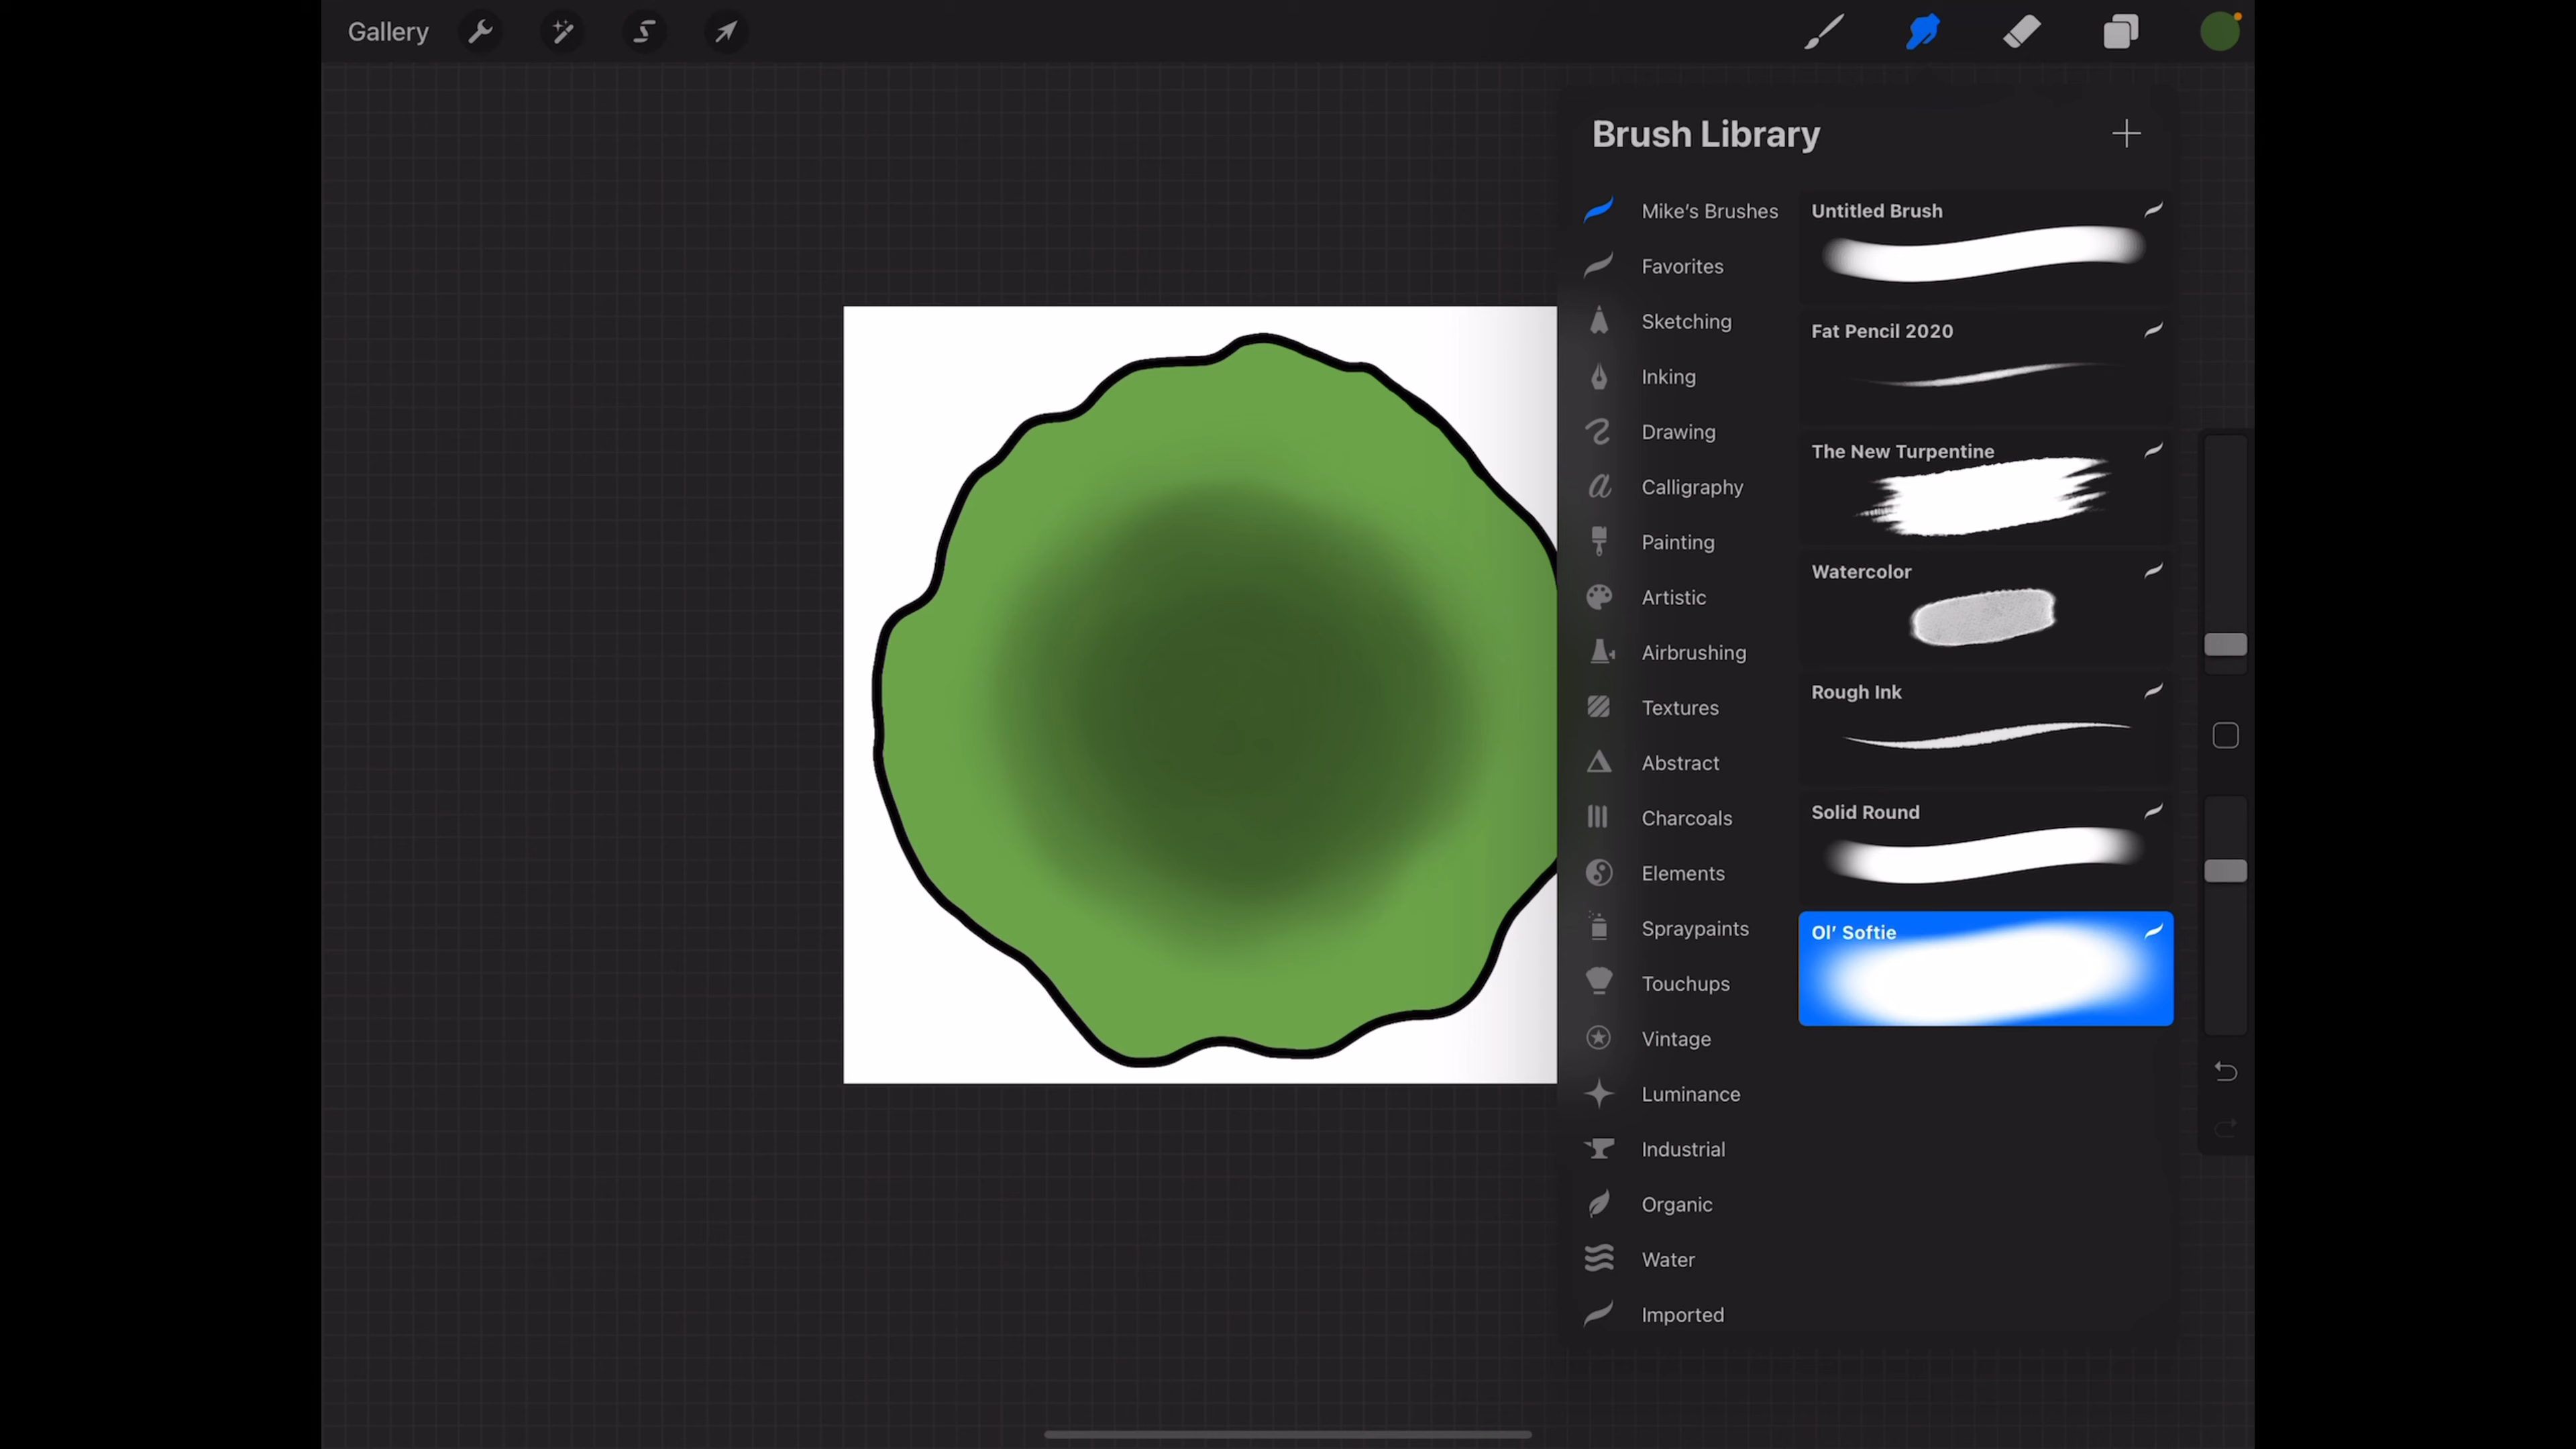 Gallery
Brush Library
Mike's Brushes
Favorites
Sketching
Inking
Drawing
Calligraphy
Painting
Artistic
Airbrushing
Textures
Abstract
Charcoals
Elements
Spraypaints
Touchups
Vintage
Luminance
Industrial
Organic
Water
Imported
Untitled Brush
Fat Pencil 2020
The New Turpentine
Watercolor
Rough Ink
Solid Round
Ol' Softie